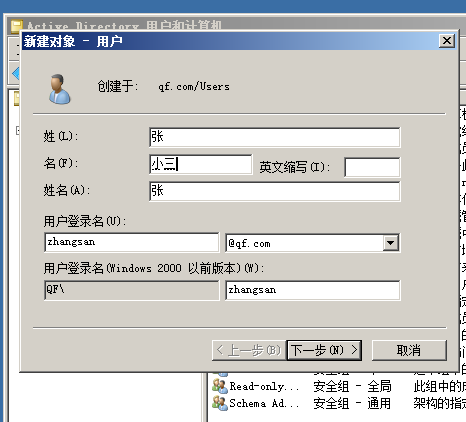 Active Directory 用户和计算机
新建对象 - 用户
创建于: qf.com/Users
姓(L): 张
名(F): 小三 英文缩写(I):
姓名(A): 张
用户登录名(U):
zhangsan @qf.com
用户登录名(Windows 2000 以前版本)(W):
QF\ zhangsan
< 上一步(B) 下一步(N) > 取消
Read-only... 安全组 - 全局 此组中的成
Schema Ad... 安全组 - 通用 架构的指定